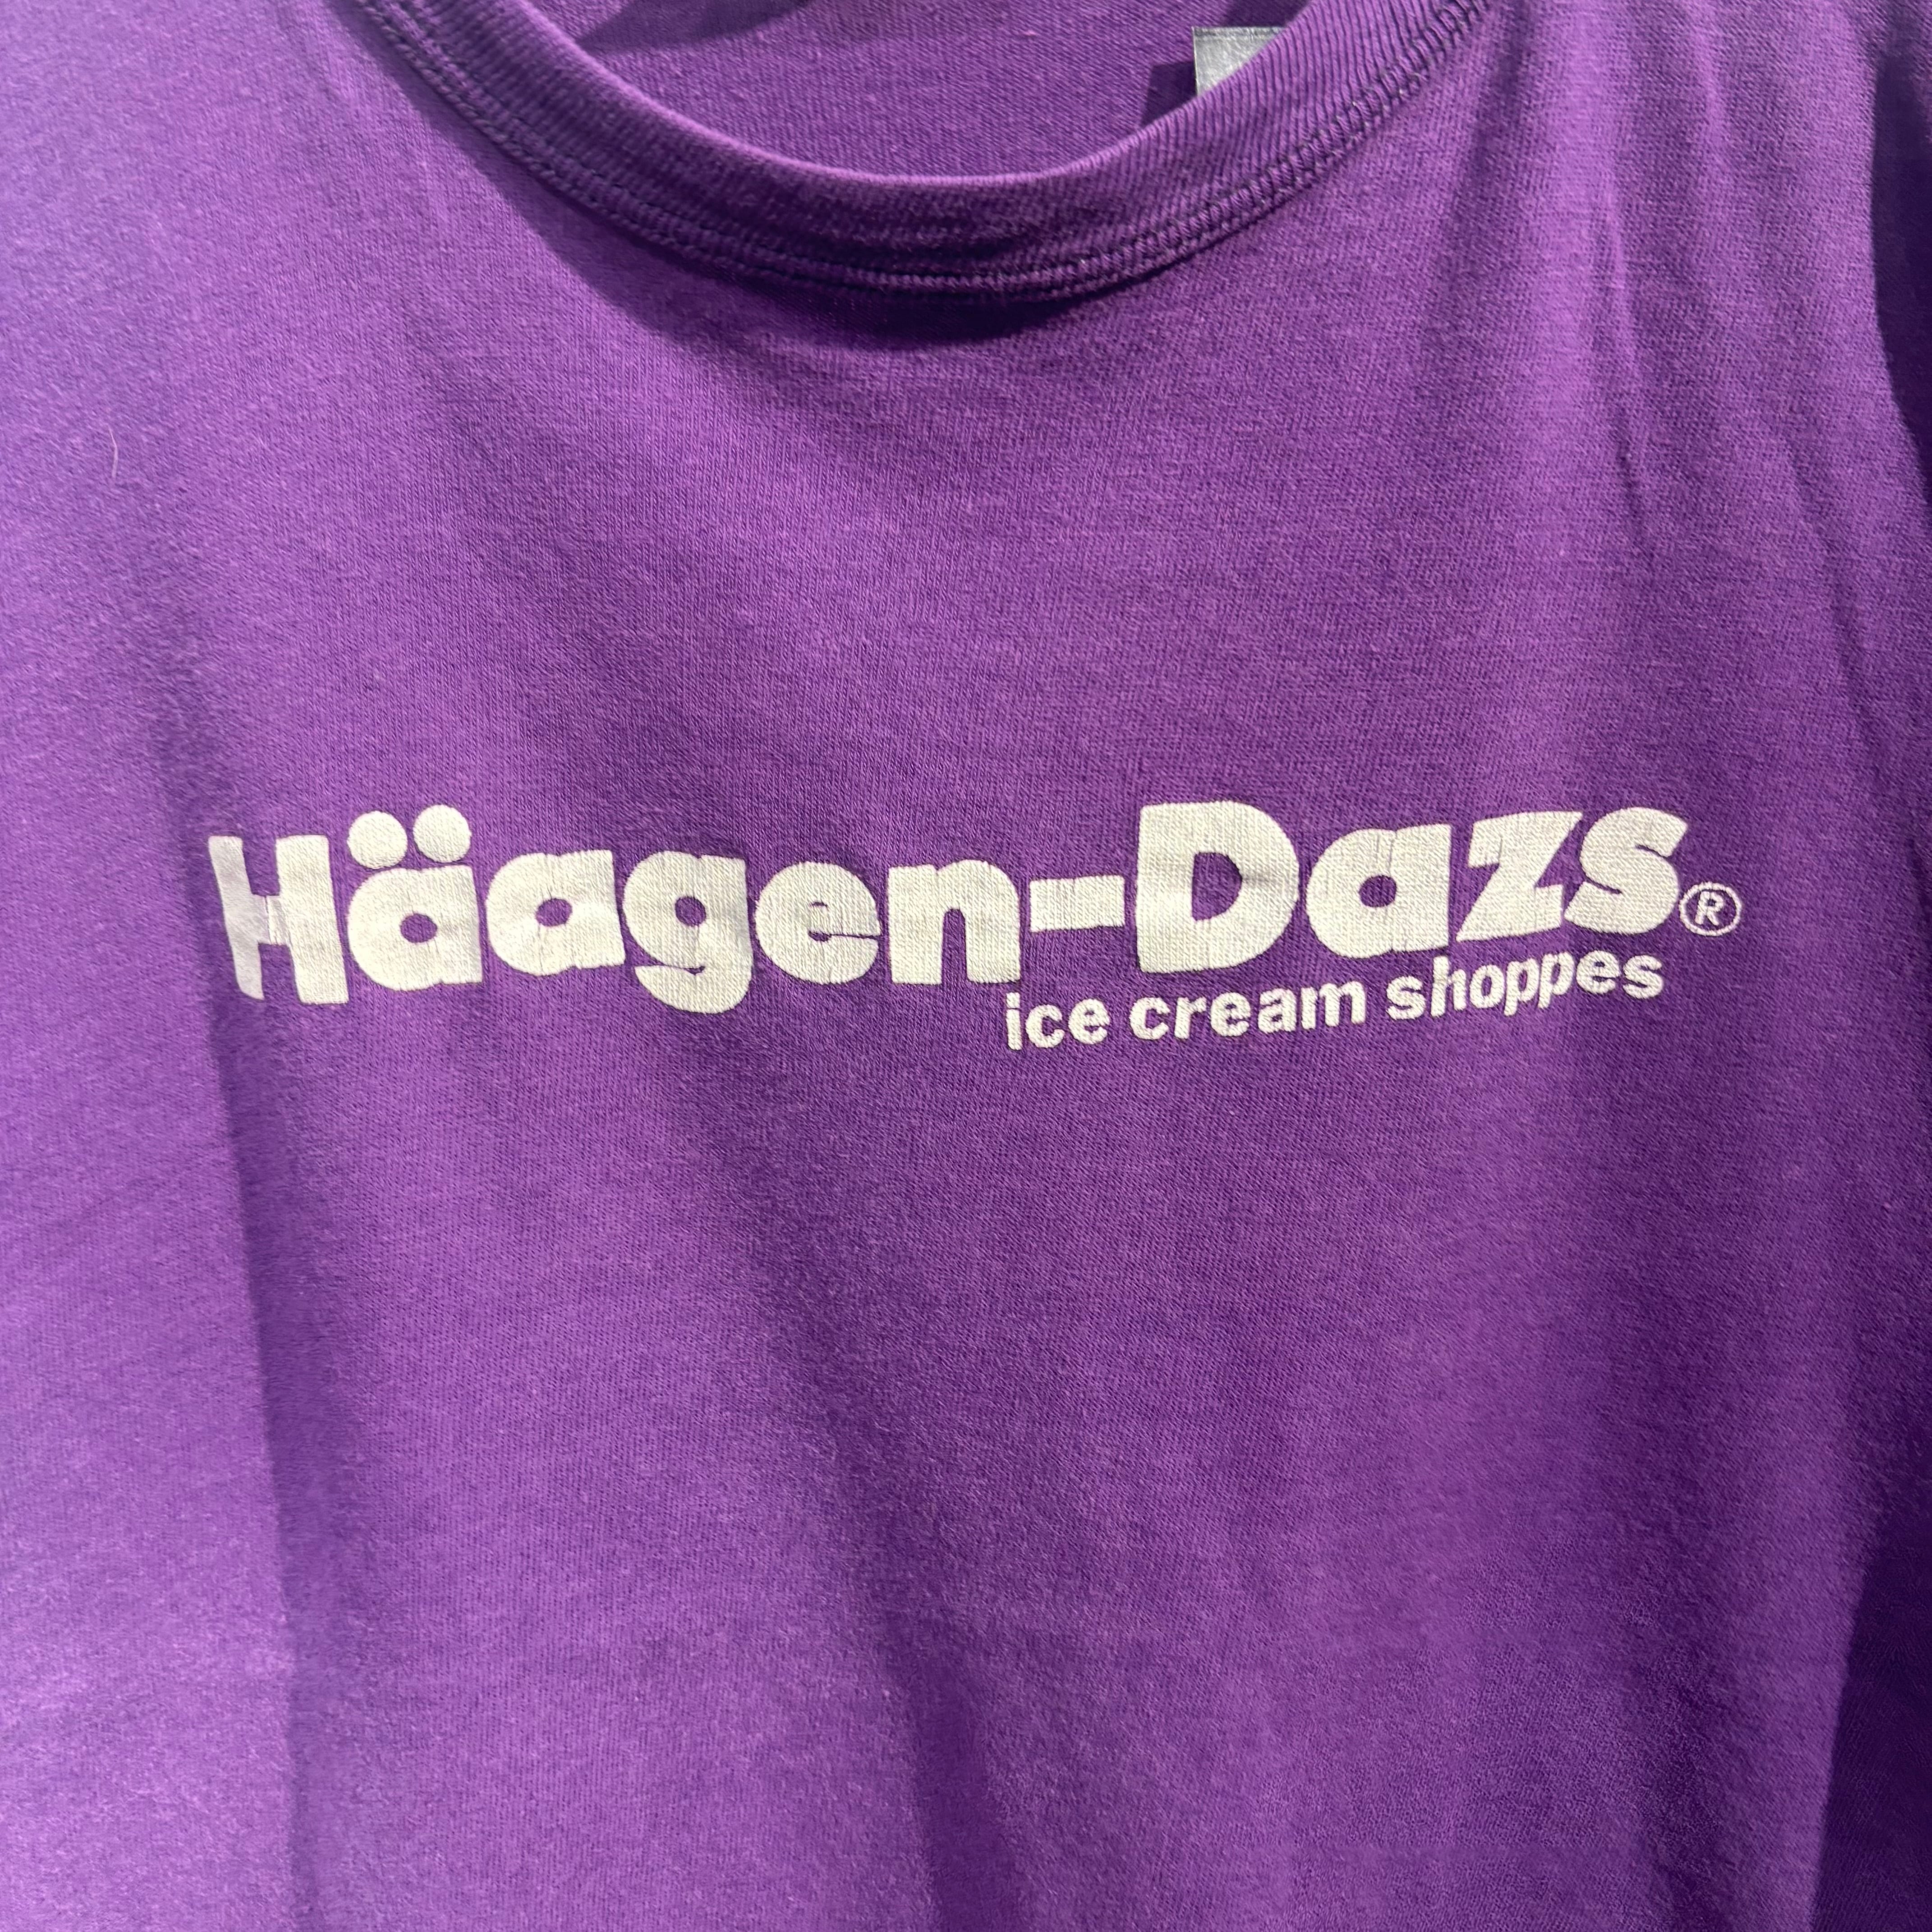 Häagen-Dazs®
ice cream shoppes